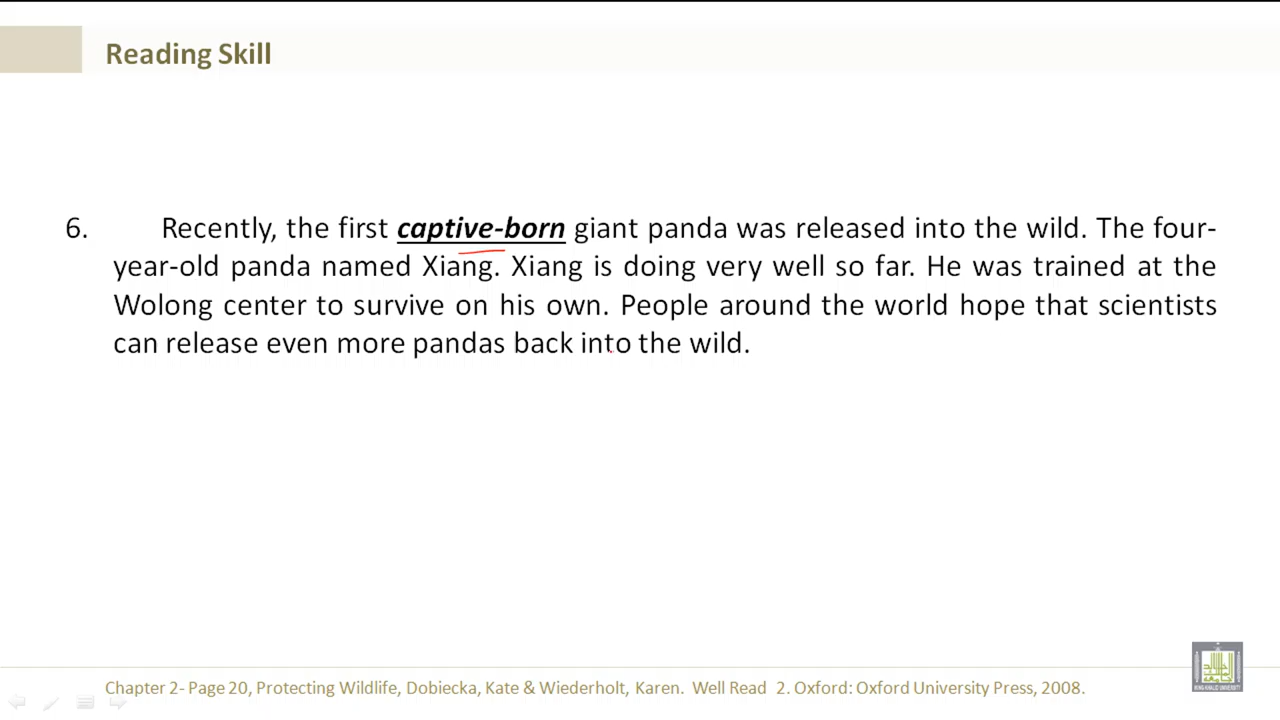 Reading Skill
6. Recently, the first captive-born giant panda was released into the wild. The four-
year-old panda named Xiang. Xiang is doing very well so far. He was trained at the
Wolong center to survive on his own. People around the world hope that scientists
can release even more pandas back into the wild.
Chapter 2- Page 20, Protecting Wildlife, Dobiecka, Kate & Wiederholt, Karen. Well Read 2. Oxford: Oxford University Press, 2008.
KING KHALID UNIVERSITY